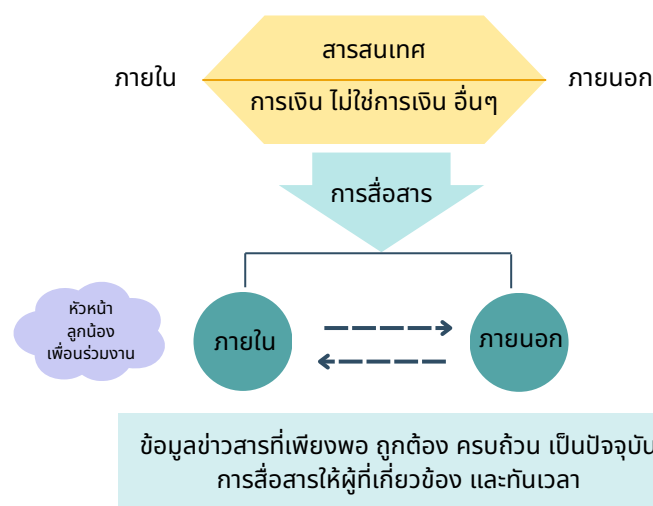 สารสนเทศ
ภายใน
ภายนอก
การเงิน ไม่ใช่การเงิน อื่นๆ
การสื่อสาร
หัวหน้า
ลูกน้อง
เพื่อนร่วมงาน
ภายใน
ภายนอก
ข้อมูลข่าวสารที่เพียงพอ ถูกต้อง ครบถ้วน เป็นปัจจุบัน
การสื่อสารให้ผู้ที่เกี่ยวข้อง และทันเวลา